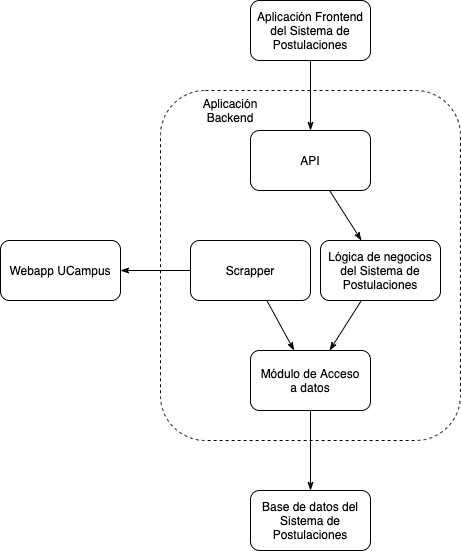 Aplicación Frontend
del Sistema de
Postulaciones
Aplicación
Backend
API
Webapp UCampus
Scrapper
Lógica de negocios
del Sistema de
Postulaciones
Módulo de Acceso
a datos
Base de datos del
Sistema de
Postulaciones